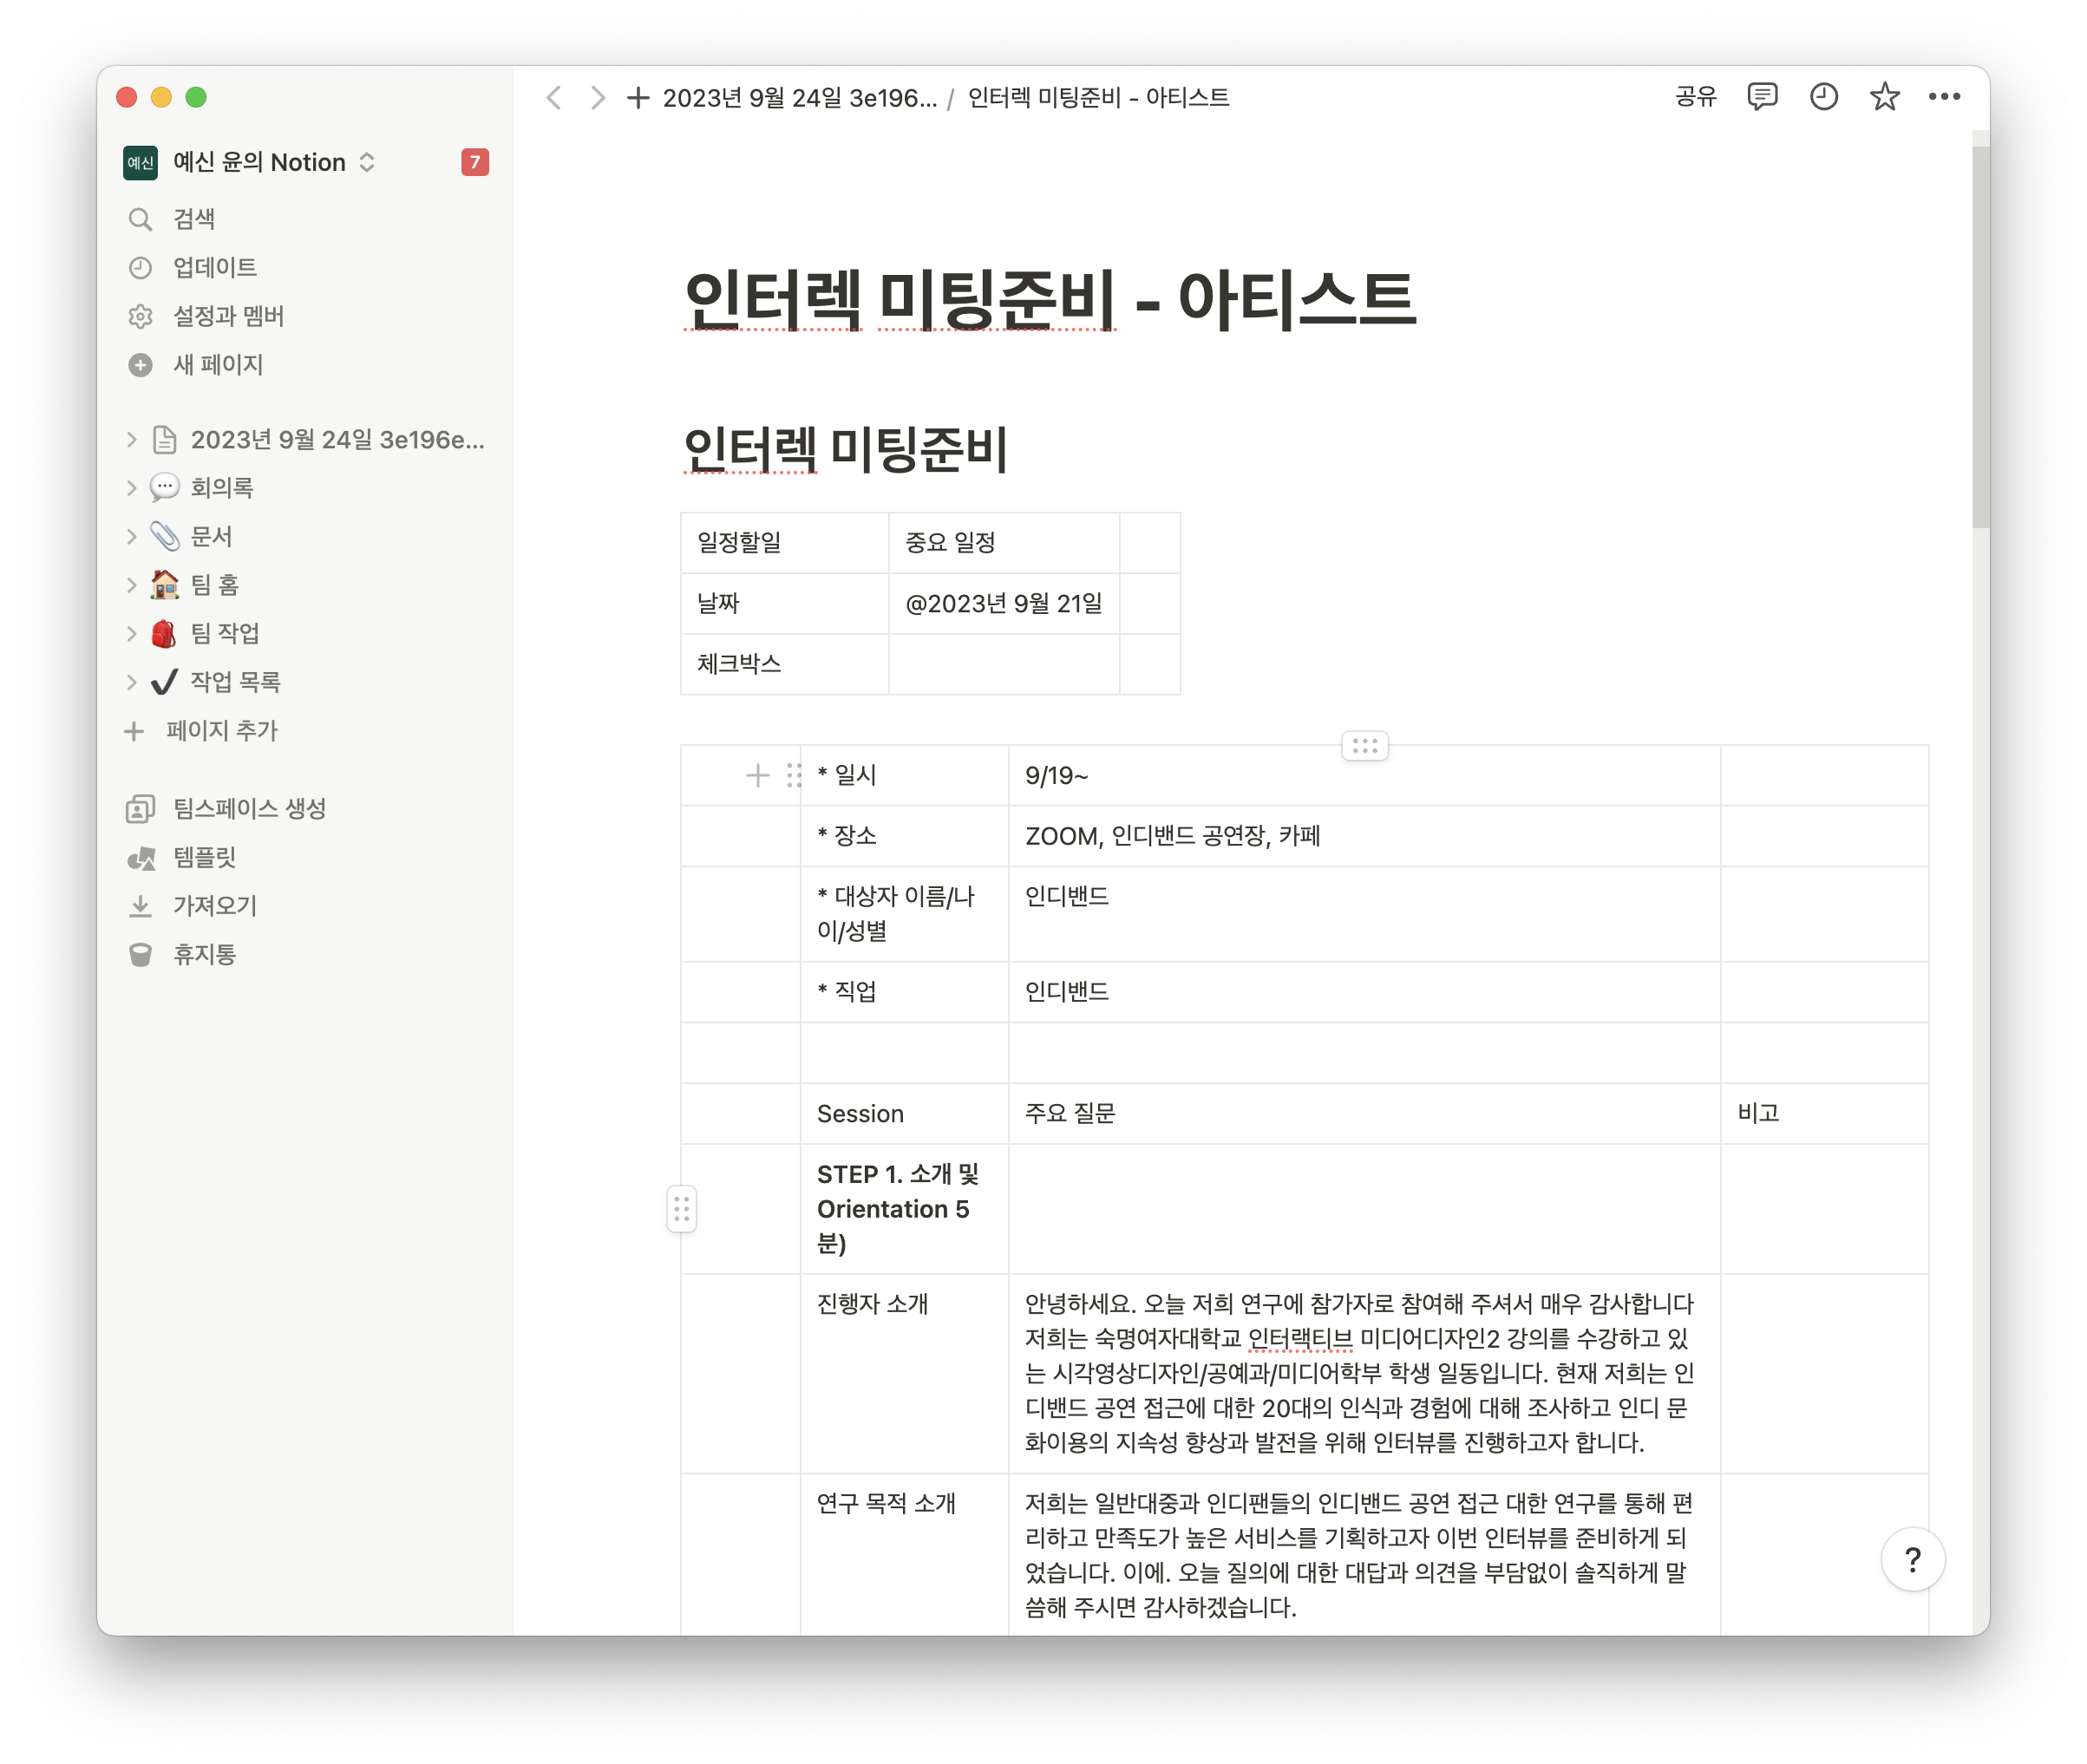 2023년 9월 24일 3e196... / 인터렉 미팅준비 - 아티스트
공유
예신
예신 윤의 Notion
7
검색
업데이트
설정과 멤버
새 페이지
2023년 9월 24일 3e196e...
회의록
문서
팀 홈
팀 작업
작업 목록
페이지 추가
팀스페이스 생성
템플릿
가져오기
휴지통
인터렉 미팅준비 - 아티스트
인터렉 미팅준비
일정할일 중요 일정
날짜 @2023년 9월 21일
체크박스
* 일시 9/19~
* 장소 ZOOM, 인디밴드 공연장, 카페
* 대상자 이름/나
이/성별
인디밴드
* 직업 인디밴드
Session 주요 질문 비고
STEP 1. 소개 및
Orientation 5
분)
진행자 소개
안녕하세요. 오늘 저희 연구에 참가자로 참여해 주셔서 매우 감사합니다
저희는 숙명여자대학교 인터랙티브 미디어디자인2 강의를 수강하고 있
는 시각영상디자인/공예과/미디어학부 학생 일동입니다. 현재 저희는 인
디밴드 공연 접근에 대한 20대의 인식과 경험에 대해 조사하고 인디 문
화이용의 지속성 향상과 발전을 위해 인터뷰를 진행하고자 합니다.
연구 목적 소개
저희는 일반대중과 인디팬들의 인디밴드 공연 접근 대한 연구를 통해 편
리하고 만족도가 높은 서비스를 기획하고자 이번 인터뷰를 준비하게 되
었습니다. 이에. 오늘 질의에 대한 대답과 의견을 부담없이 솔직하게 말
씀해 주시면 감사하겠습니다.
?